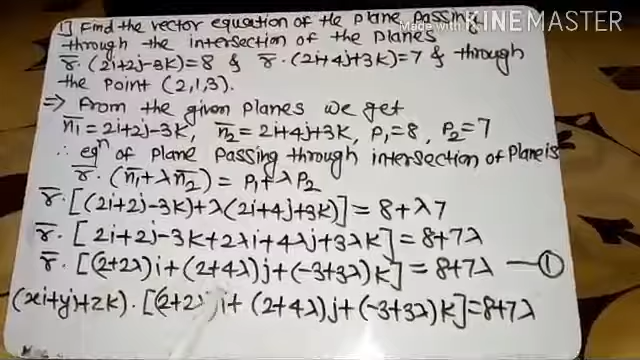 1] Find the vector equation of the plane passing
through the intersection of the planes
r̅.(2i+2j-3k)=8 & r̅.(2i+4j+3k)=7 & through
the point (2,1,3).
⇒ From the given planes we get
n̅1=2i+2j-3k, n̅2=2i+4j+3k, P1=8, P2=7
∴ eqⁿ of plane passing through intersection of plane is
r̅.(n̅1+λn̅2)=P1+λP2
r̅.[(2i+2j-3k)+λ(2i+4j+3k)]=8+λ7
r̅.[2i+2j-3k+2λi+4λj+3λk]=8+7λ
r̅.[(2+2λ)i+(2+4λ)j+(-3+3λ)k]=8+7λ —①
(xi+yj+zk).[(2+2λ)i+(2+4λ)j+(-3+3λ)k]=8+7λ
Made with KINEMASTER